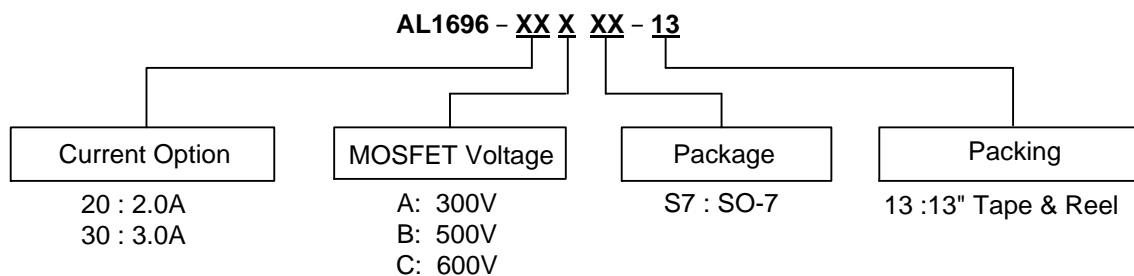 AL1696 – XX X XX – 13
Current Option
MOSFET Voltage
Package
Packing
20 : 2.0A
30 : 3.0A
A: 300V
B: 500V
C: 600V
S7 : SO-7
13 :13" Tape & Reel